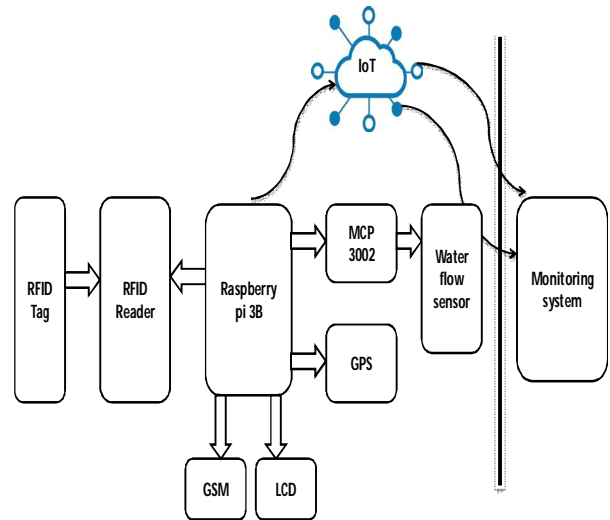 IoT
RFID
Tag
RFID
Reader
Raspberry
pi 3B
MCP
3002
Water
flow
sensor
Monitoring
system
GPS
GSM
LCD